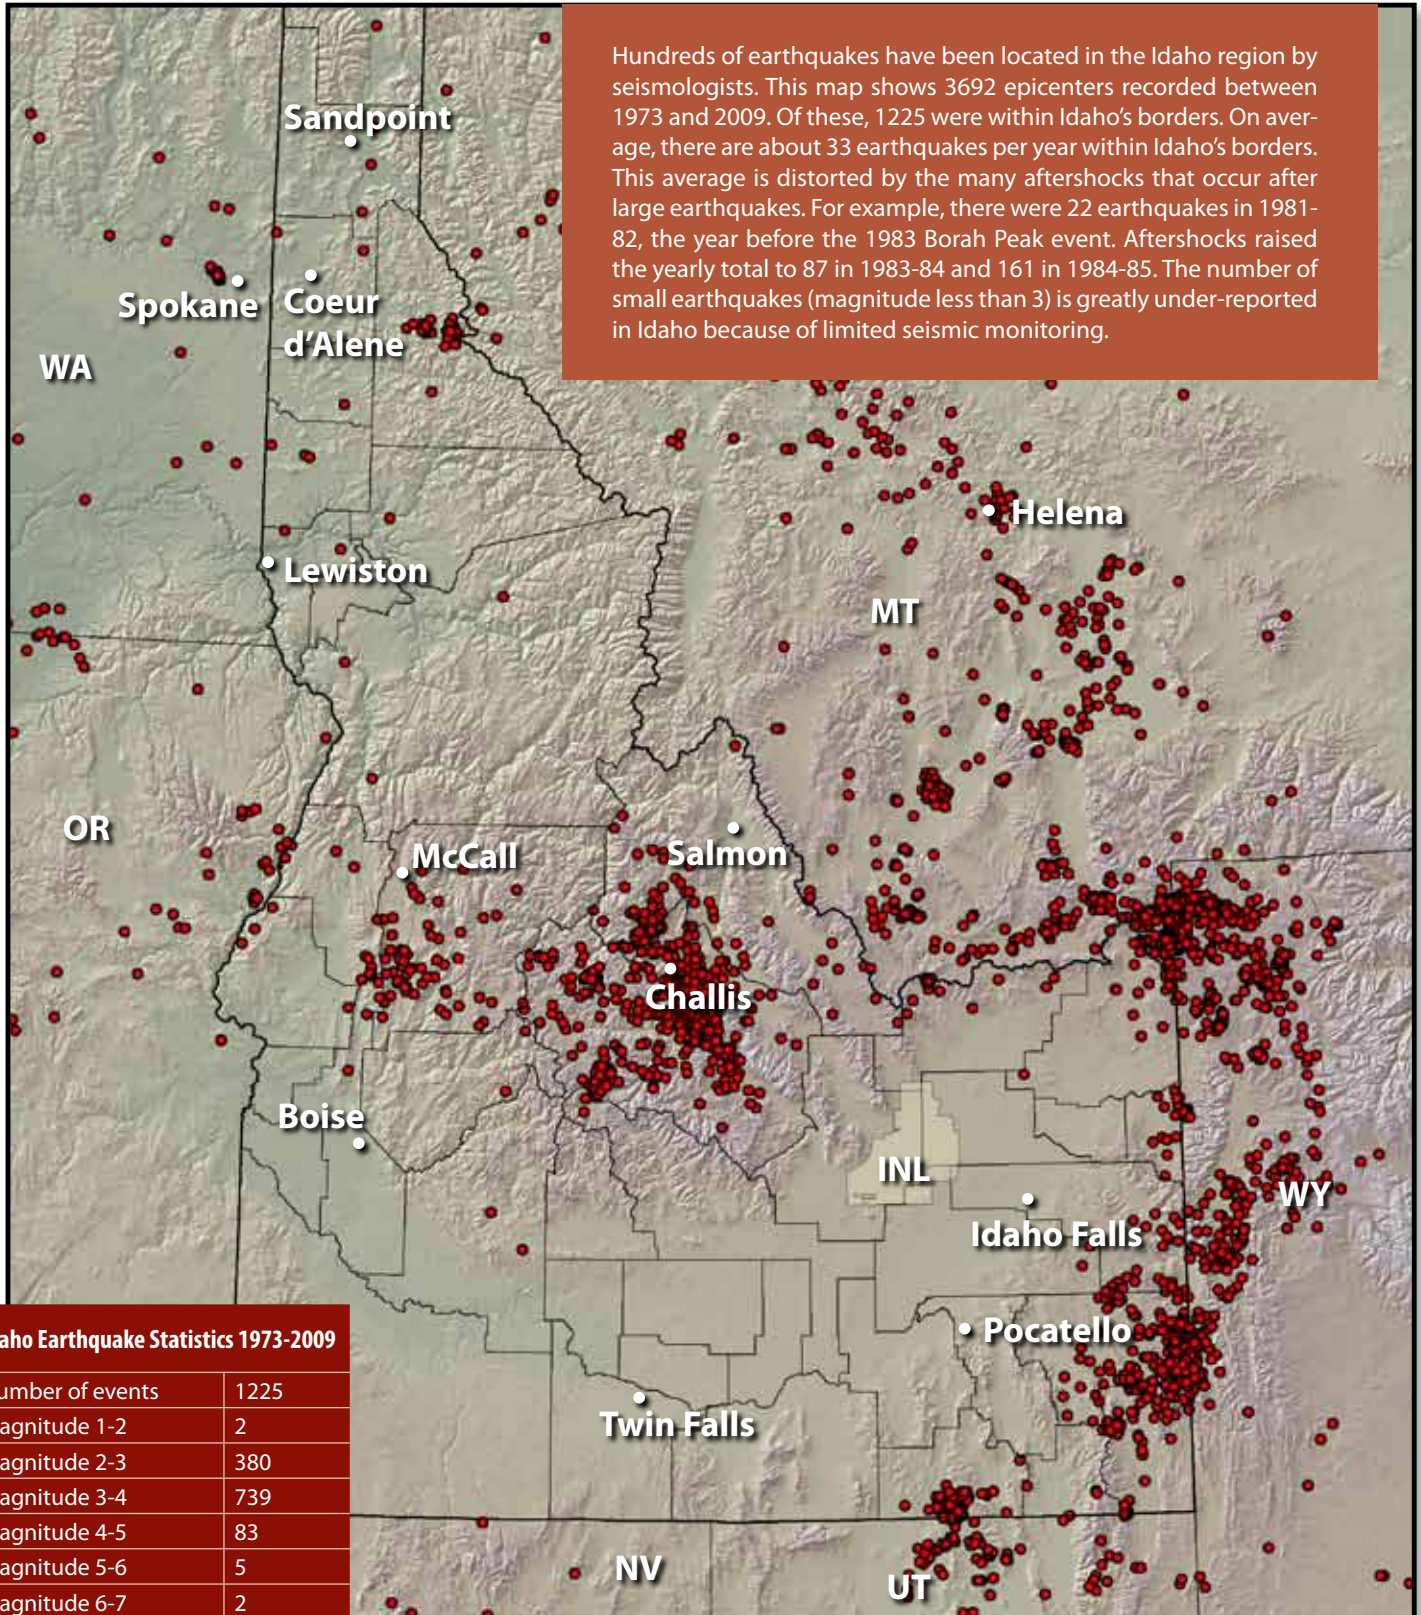 Hundreds of earthquakes have been located in the Idaho region by
seismologists. This map shows 3692 epicenters recorded between
1973 and 2009. Of these, 1225 were within Idaho's borders. On aver-
age, there are about 33 earthquakes per year within Idaho's borders.
This average is distorted by the many aftershocks that occur after
large earthquakes. For example, there were 22 earthquakes in 1981-
82, the year before the 1983 Borah Peak event. Aftershocks raised
the yearly total to 87 in 1983-84 and 161 in 1984-85. The number of
small earthquakes (magnitude less than 3) is greatly under-reported
in Idaho because of limited seismic monitoring.
Sandpoint
Spokane
Coeur
d'Alene
WA
Helena
Lewiston
MT
OR
McCall
Salmon
Challis
Boise
INL
WY
Idaho Falls
Pocatello
Twin Falls
NV
UT
aho Earthquake Statistics 1973-2009
umber of events 1225
agnitude 1-2 2
agnitude 2-3 380
agnitude 3-4 739
agnitude 4-5 83
agnitude 5-6 5
agnitude 6-7 2